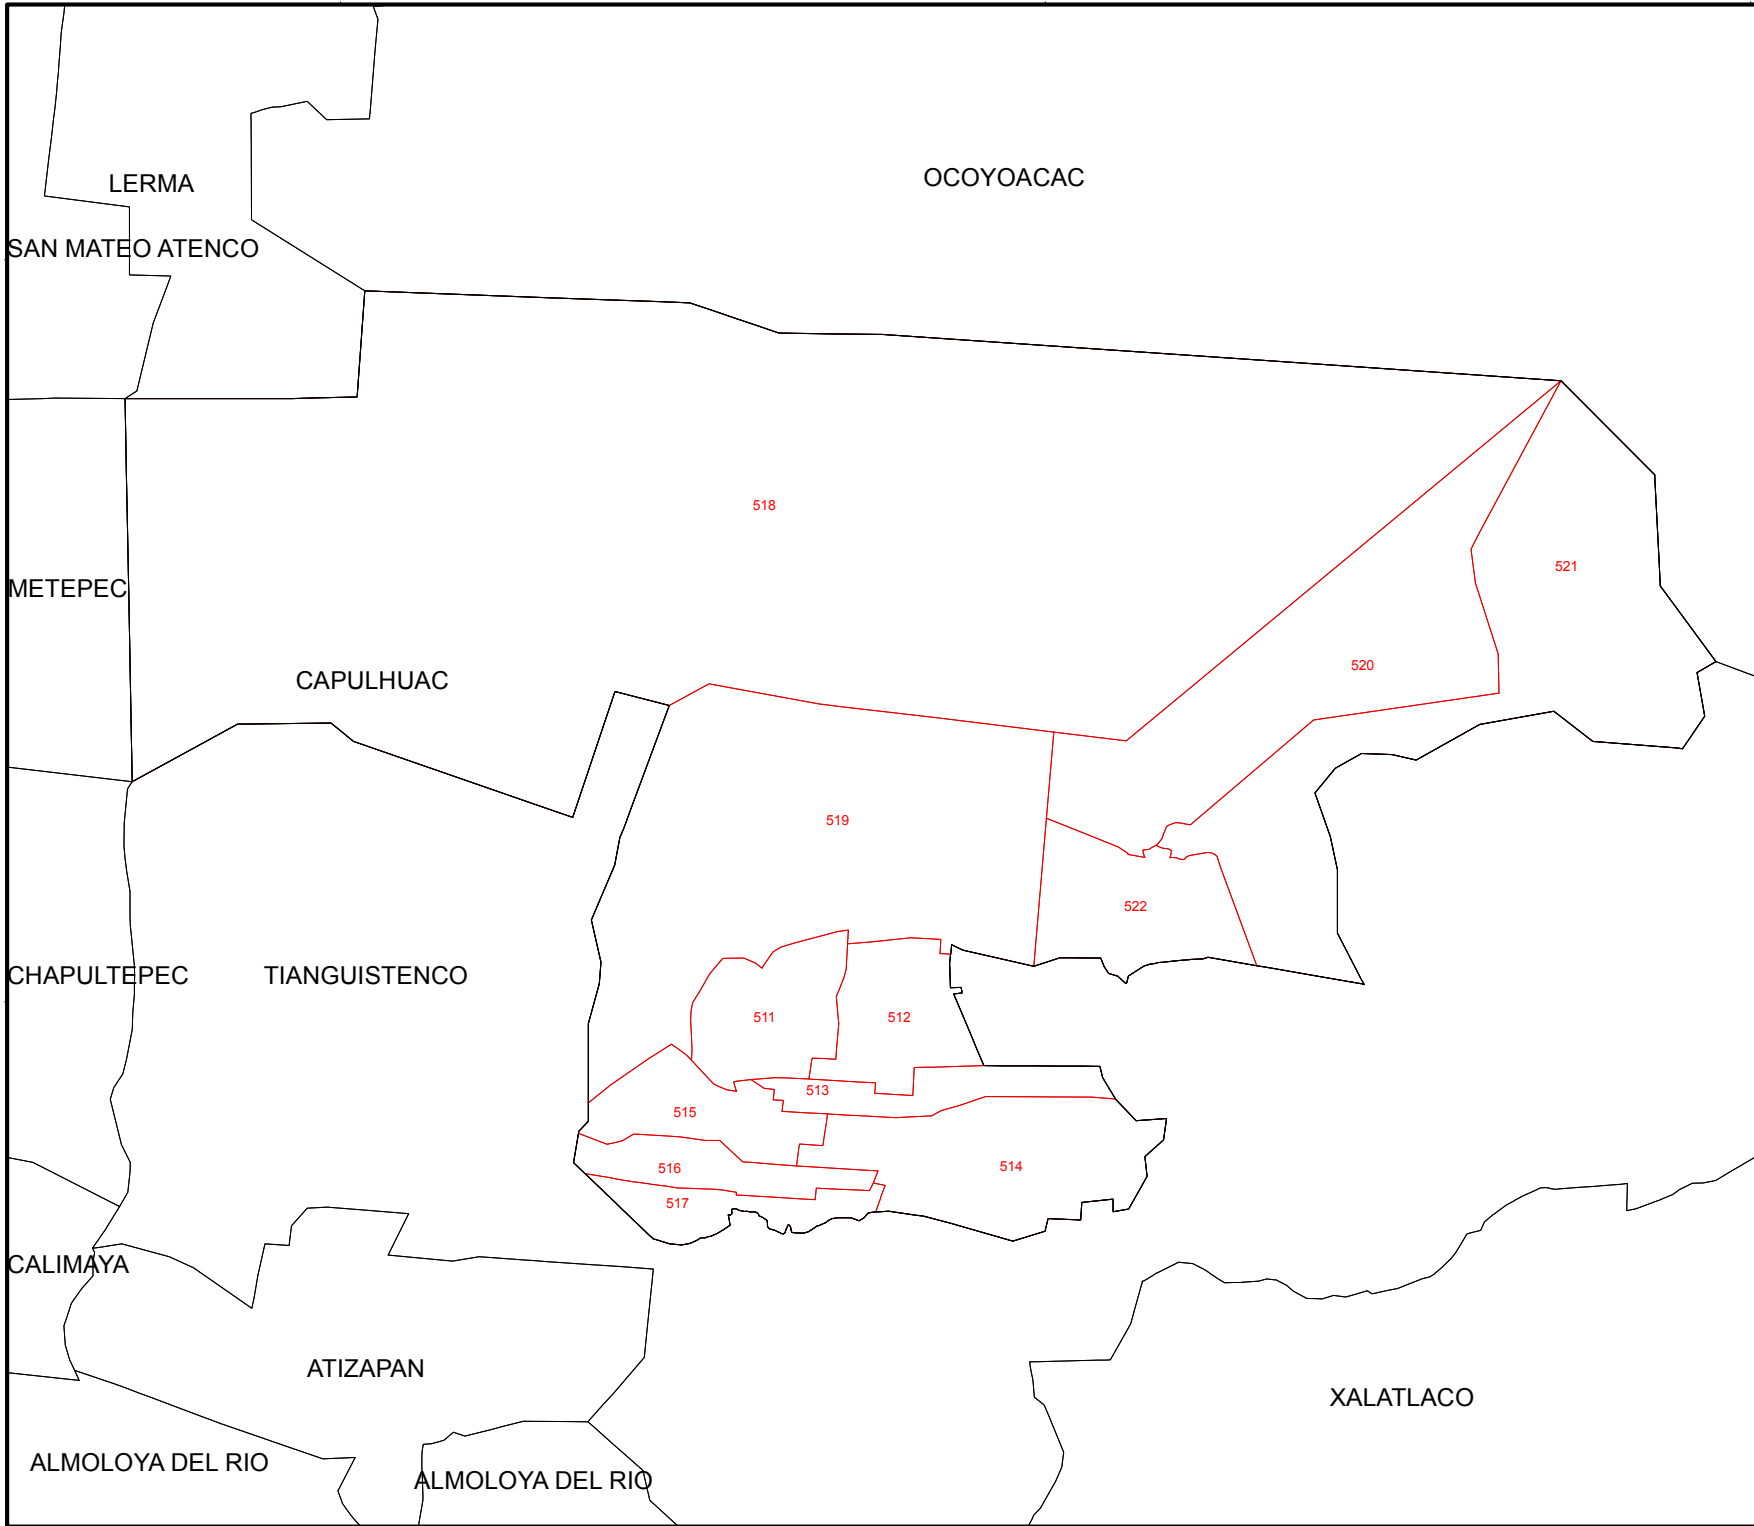 OCOYOACAC
LERMA
SAN MATEO ATENCO
518
521
METEPEC
520
CAPULHUAC
519
522
CHAPULTEPEC
TIANGUISTENCO
511
512
513
515
514
516
517
CALIMAYA
ATIZAPAN
XALATLACO
ALMOLOYA DEL RIO
ALMOLOYA DEL RIO